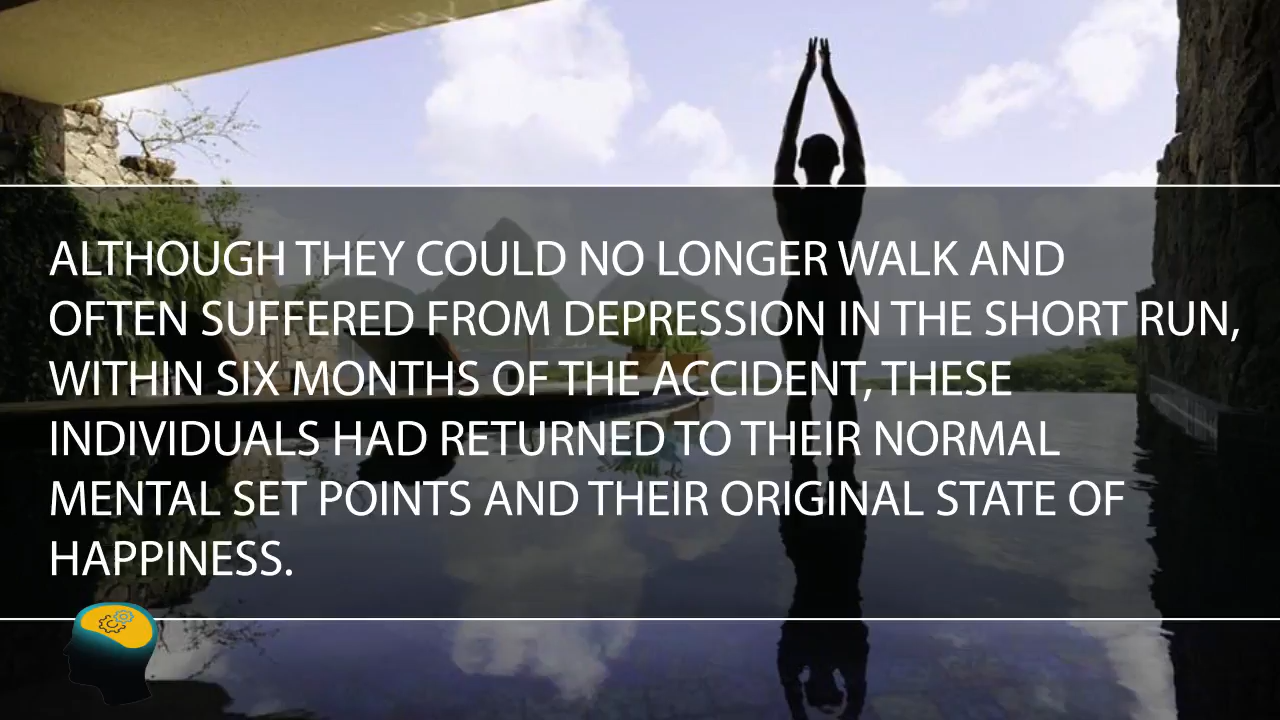 ALTHOUGH THEY COULD NO LONGER WALK AND
OFTEN SUFFERED FROM DEPRESSION IN THE SHORT RUN,
WITHIN SIX MONTHS OF THE ACCIDENT, THESE
INDIVIDUALS HAD RETURNED TO THEIR NORMAL
MENTAL SET POINTS AND THEIR ORIGINAL STATE OF
HAPPINESS.